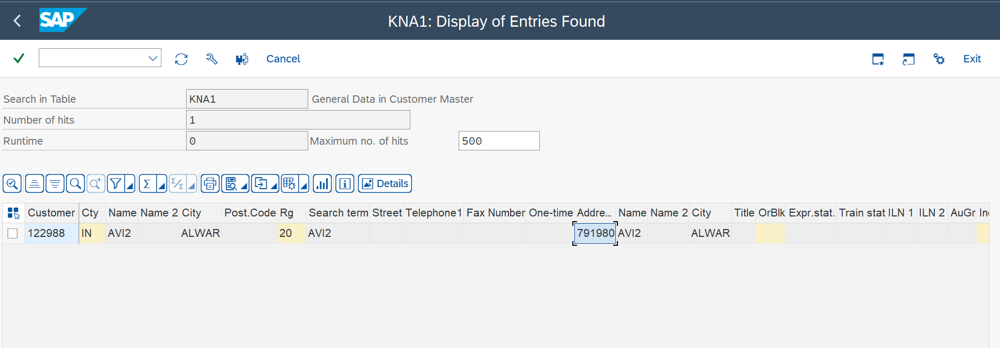 SAP KNA1: Display of Entries Found
Cancel Exit
Search in Table KNA1 General Data in Customer Master
Number of hits 1
Runtime 0 Maximum no. of hits 500
Details
Customer Cty Name Name 2 City Post.Code Rg Search term Street Telephone1 Fax Number One-time Addre... Name Name 2 City Title OrBlk Expr.stat. Train stat ILN 1 ILN 2 AuGr
122988 IN AVI2 ALWAR 20 AVI2 791980 AVI2 ALWAR